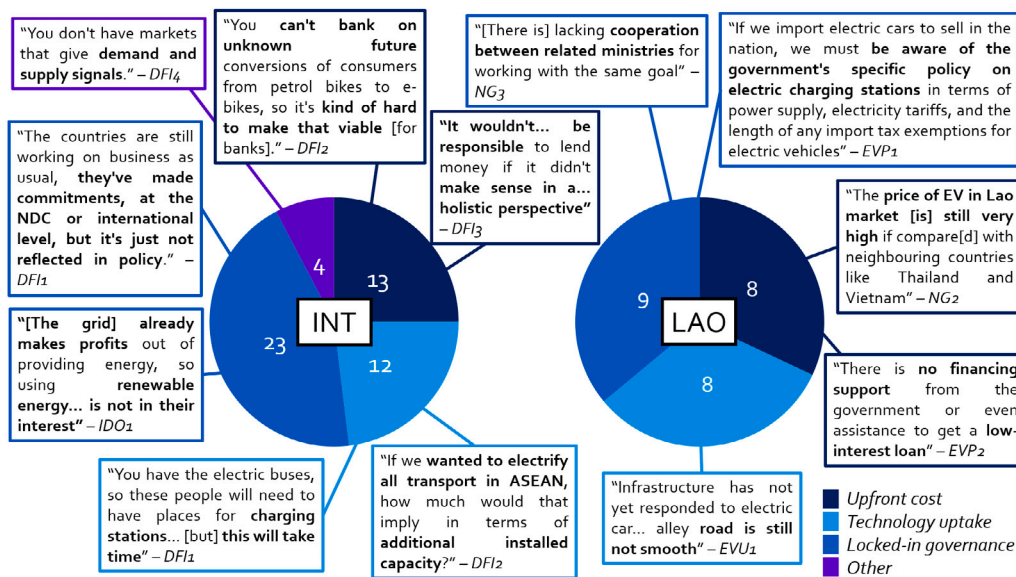 "You don't have markets
that give demand and
supply signals." – DFI4
"You can't bank on
unknown future
conversions of consumers
from petrol bikes to e-
bikes, so it's kind of hard
to make that viable [for
banks]." – DFI2
"[There is] lacking cooperation
between related ministries for
working with the same goal" –
NG3
"If we import electric cars to sell in the
nation, we must be aware of the
government's specific policy on
electric charging stations in terms of
power supply, electricity tariffs, and the
length of any import tax exemptions for
electric vehicles" – EVP1
"The countries are still
working on business as
usual, they've made
commitments, at the
NDC or international
level, but it's just not
reflected in policy." –
DFI1
"It wouldn't... be
responsible to lend
money if it didn't
make sense in a...
holistic perspective"
– DFI3
"The price of EV in Lao
market [is] still very
high if compare[d] with
neighbouring countries
like Thailand and
Vietnam" – NG2
4
13
INT
23
12
9
8
LAO
8
"[The grid] already
makes profits out of
providing energy, so
using renewable
energy... is not in their
interest" – IDO1
"There is no financing
support from the
government or even
assistance to get a low-
interest loan" – EVP2
"You have the electric buses,
so these people will need to
have places for charging
stations... [but] this will take
time" – DFI1
"If we wanted to electrify
all transport in ASEAN,
how much would that
imply in terms of
additional installed
capacity?" – DFI2
"Infrastructure has not
yet responded to electric
car... alley road is still
not smooth" – EVU1
Upfront cost
Technology uptake
Locked-in governance
Other